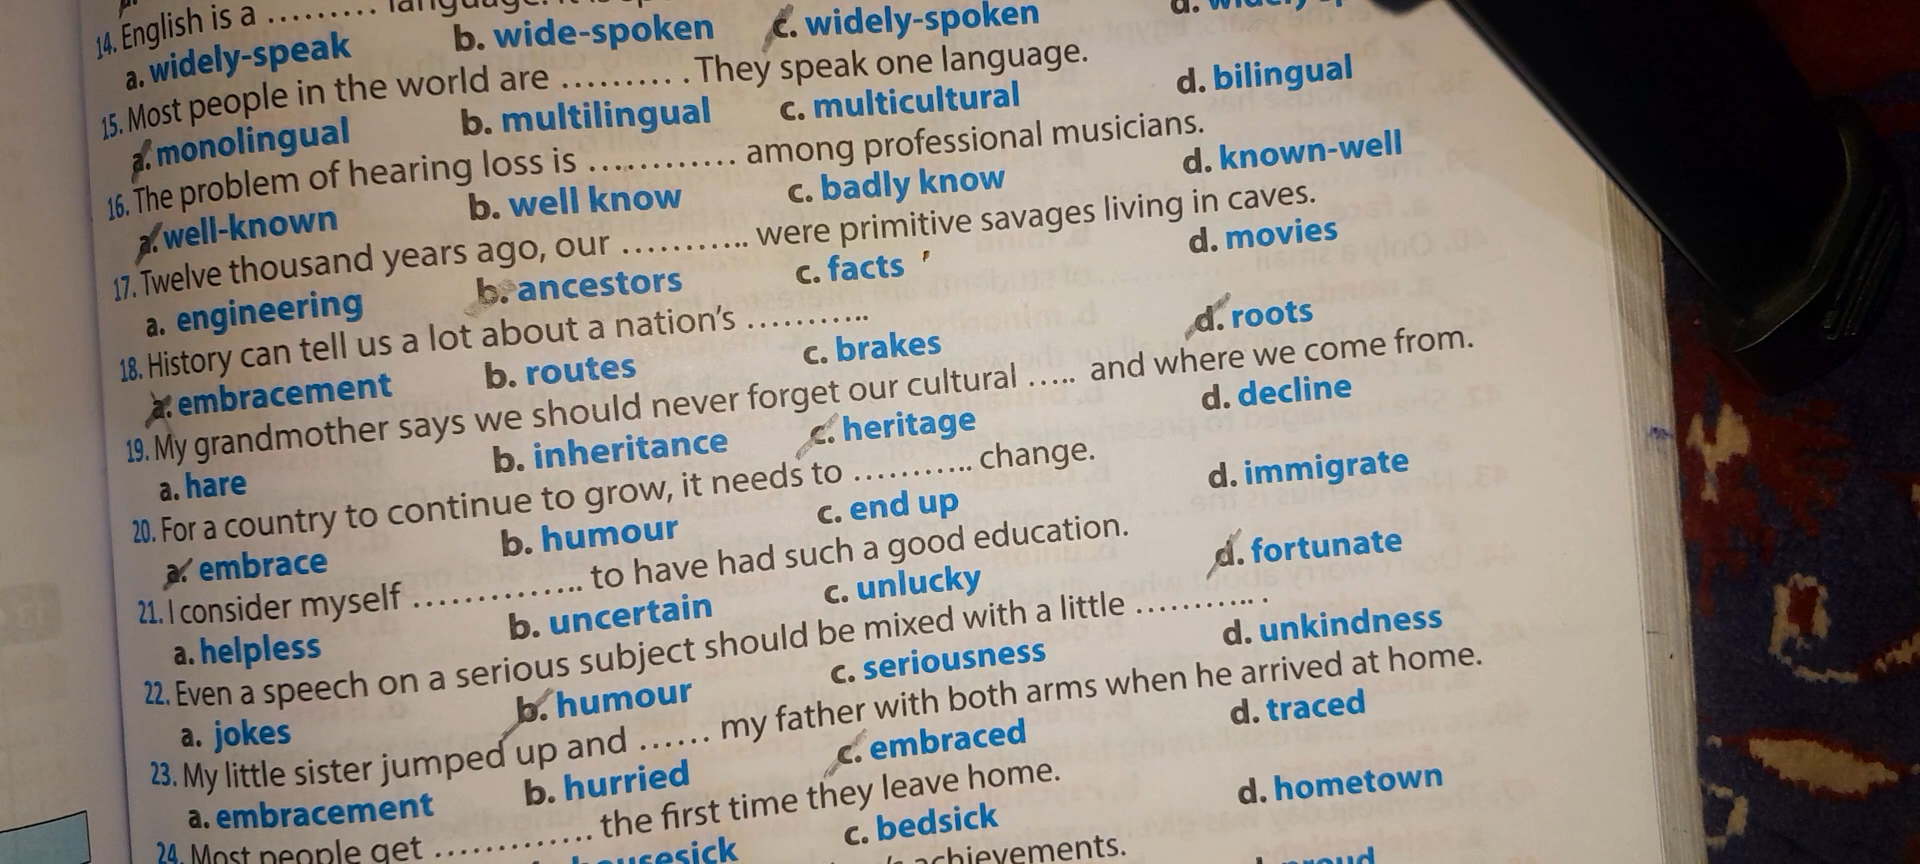 14. English is a ......... language.
a. widely-speak b. wide-spoken c. widely-spoken d.
15. Most people in the world are .......... . They speak one language.
a. monolingual b. multilingual c. multicultural d. bilingual
16. The problem of hearing loss is ............ among professional musicians.
a. well-known b. well know c. badly know d. known-well
17. Twelve thousand years ago, our ........... were primitive savages living in caves.
a. engineering b. ancestors c. facts d. movies
18. History can tell us a lot about a nation's ...........
a. embracement b. routes c. brakes d. roots
19. My grandmother says we should never forget our cultural ..... and where we come from.
a. hare b. inheritance c. heritage d. decline
20. For a country to continue to grow, it needs to ........... change.
a. embrace b. humour c. end up d. immigrate
21. I consider myself .............. to have had such a good education.
a. helpless b. uncertain c. unlucky d. fortunate
22. Even a speech on a serious subject should be mixed with a little ........... .
a. jokes b. humour c. seriousness d. unkindness
23. My little sister jumped up and ...... my father with both arms when he arrived at home.
a. embracement b. hurried c. embraced d. traced
24. Most people get ............. the first time they leave home.
c. bedsick d. hometown
achievements.